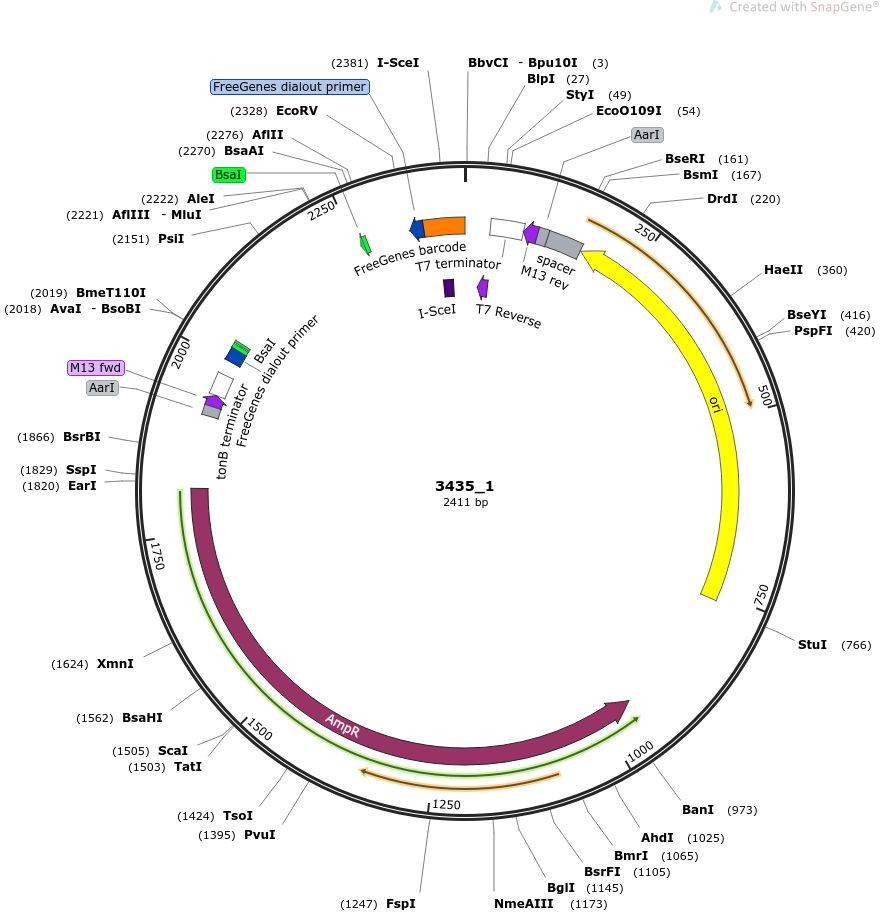 Created with SnapGene®
(2381) I-SceI
BbvCI - Bpu10I (3)
FreeGenes dialout primer
BlpI (27)
StyI (49)
(2328) EcoRV
EcoO109I (54)
(2276) AflII
AarI
(2270) BsaAI
BseRI (161)
BsaI
BsmI (167)
(2222) AleI
DrdI (220)
(2221) AflIII - MluI
(2151) PsiI
2250
250
FreeGenes barcode
T7 terminator
spacer
M13 rev
HaeII (360)
(2019) BmeT110I
(2018) AvaI - BsoBI
I-SceI
T7 Reverse
BseYI (416)
PspFI (420)
2000
BsaI
FreeGenes dialout primer
M13 fwd
AarI
tonB terminator
500
ori
(1866) BsrBI
(1829) SspI
(1820) EarI
3435_1
2411 bp
1750
750
StuI (766)
(1624) XmnI
(1562) BsaHI
AmpR
1500
1000
(1505) ScaI
(1503) TatI
1250
BanI (973)
(1424) TsoI
(1395) PvuI
AhdI (1025)
BmrI (1065)
BsrFI (1105)
BglI (1145)
(1247) FspI
NmeAIII (1173)